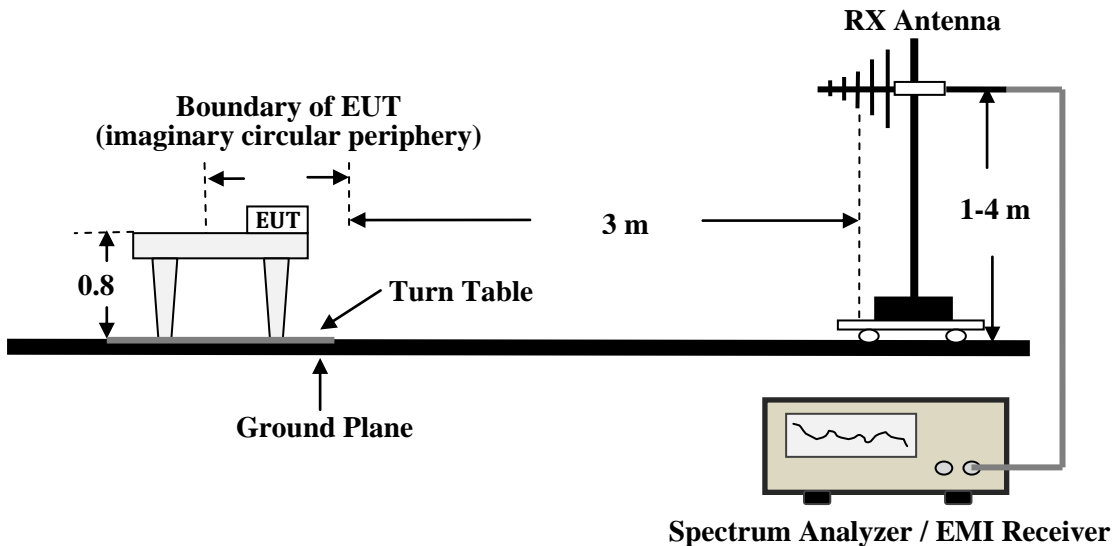 RX Antenna
Boundary of EUT
(imaginary circular periphery)
EUT
3 m
1-4 m
0.8
Turn Table
Ground Plane
Spectrum Analyzer / EMI Receiver